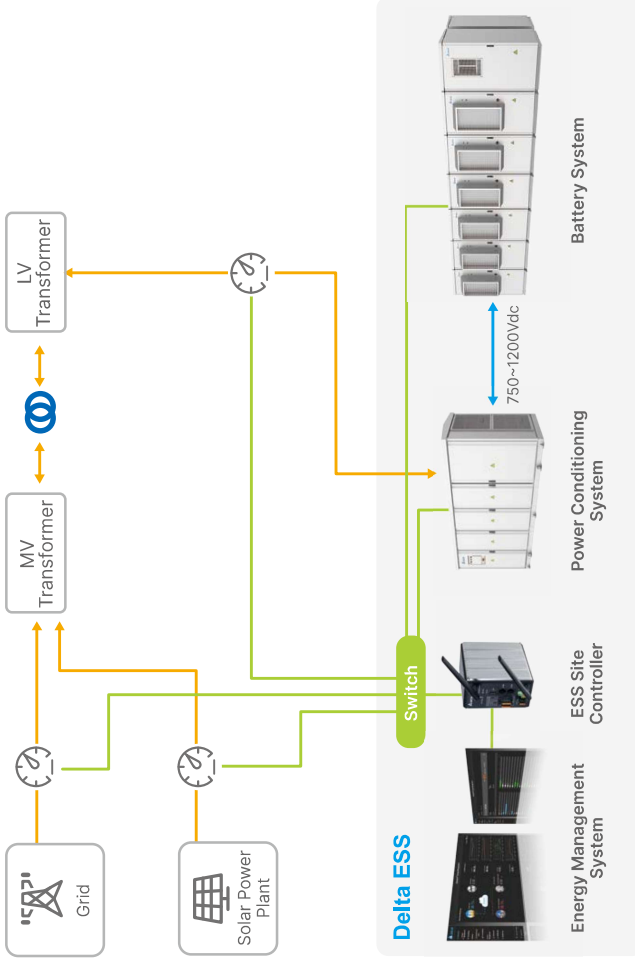 Grid
MV
Transformer
LV
Transformer
Solar Power
Plant
Delta ESS
Switch
750~1200Vdc
Energy Management
System
ESS Site
Controller
Power Conditioning
System
Battery System